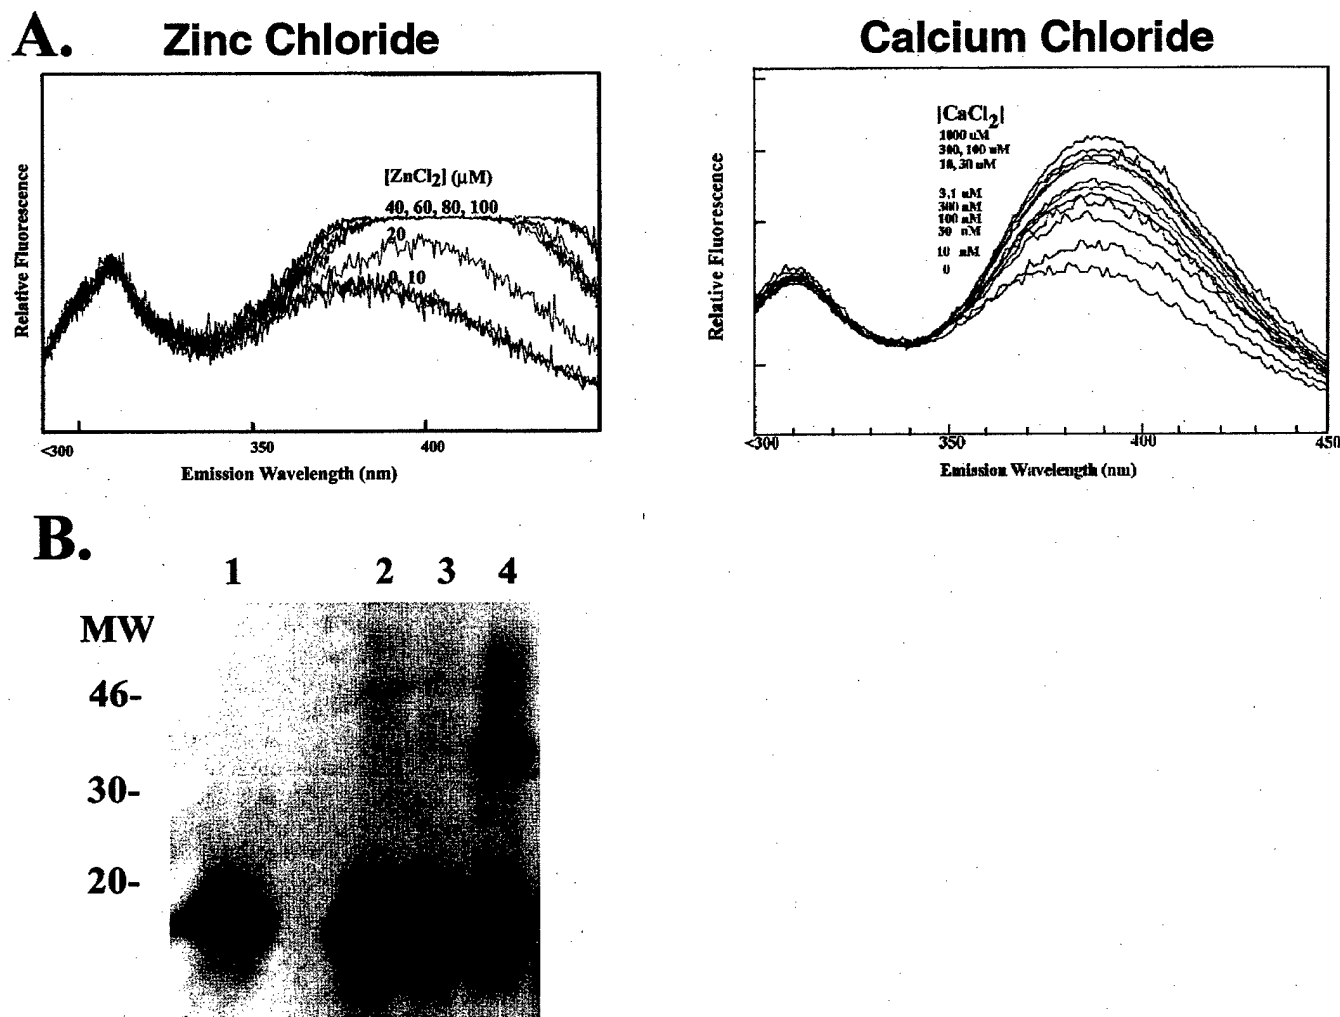 A. Zinc Chloride
Relative Fluorescence
[ZnCl2] (μM)
40, 60, 80, 100
20
0, 10
<300 350 400
Emission Wavelength (nm)
Calcium Chloride
Relative Fluorescence
[CaCl2]
1000 uM
300, 100 uM
10, 30 uM
3,1 uM
300 nM
100 nM
30 nM
10 nM
0
<300 350 400 450
Emission Wavelength (nm)
B.
1 2 3 4
MW
46-
30-
20-